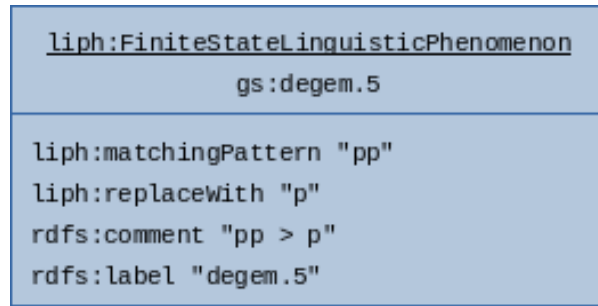 liph:FiniteStateLinguisticPhenomenon
gs:degem.5
liph:matchingPattern "pp"
liph:replaceWith "p"
rdfs:comment "pp > p"
rdfs:label "degem.5"